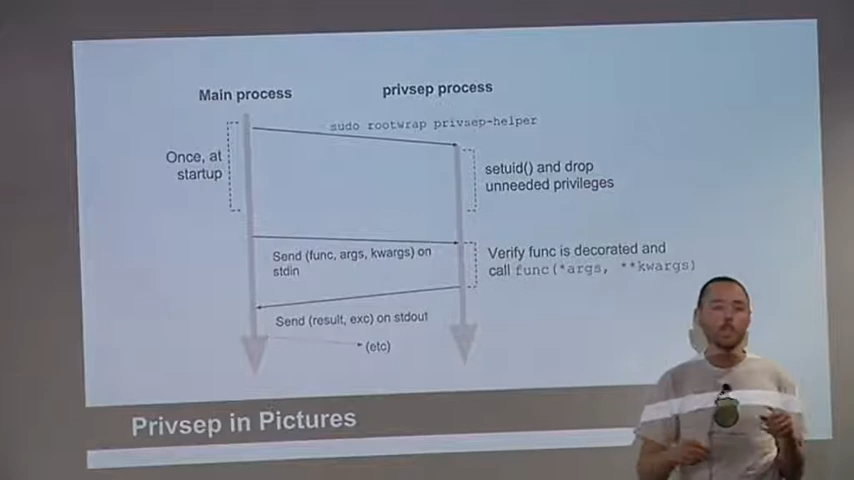 Main process
privsep process
sudo rootwrap privsep-helper
Once, at
startup
setuid() and drop
unneeded privileges
Send (func, args, kwargs) on
stdin
Verify func is decorated and
call func(*args, **kwargs)
Send (result, exc) on stdout
(etc)
Privsep in Pictures